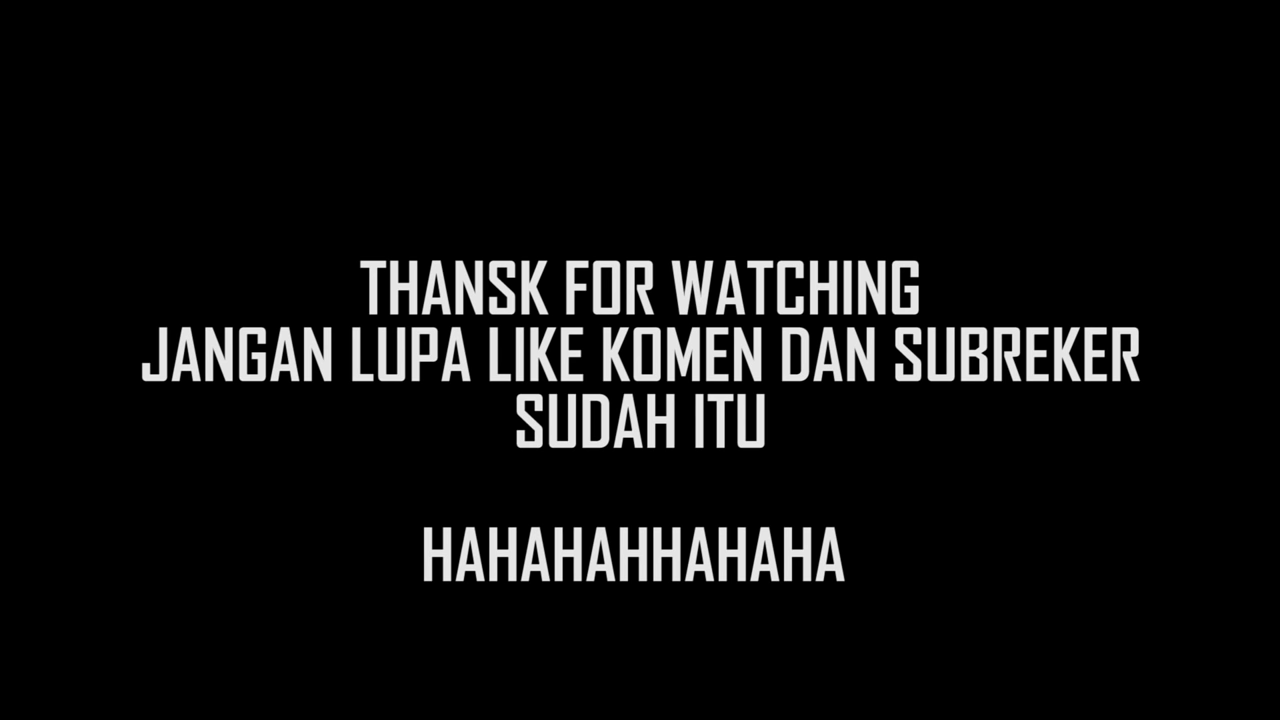 THANSK FOR WATCHING
JANGAN LUPA LIKE KOMEN DAN SUBREKER
SUDAH ITU
HAHAHAHHAHAHA